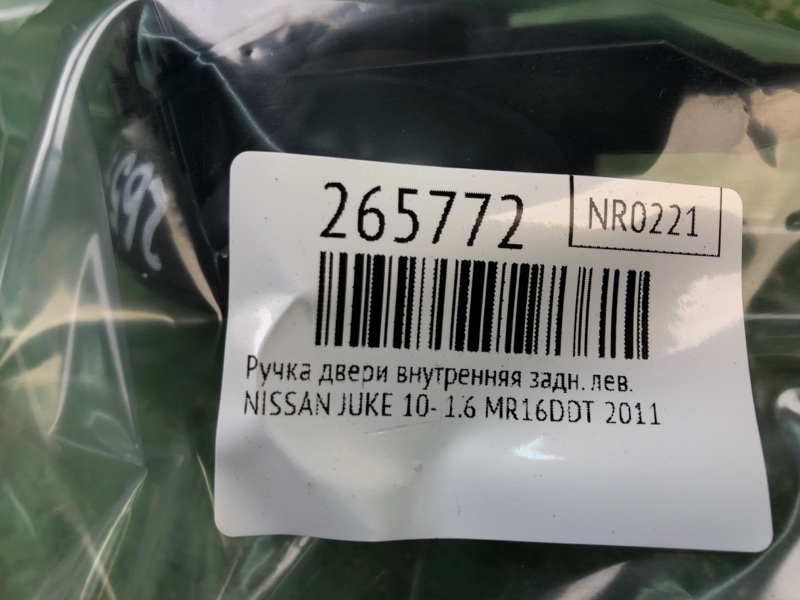 265772
NR0221
Ручка двери внутренняя задн. лев.
NISSAN JUKE 10- 1.6 MR16DDT 2011